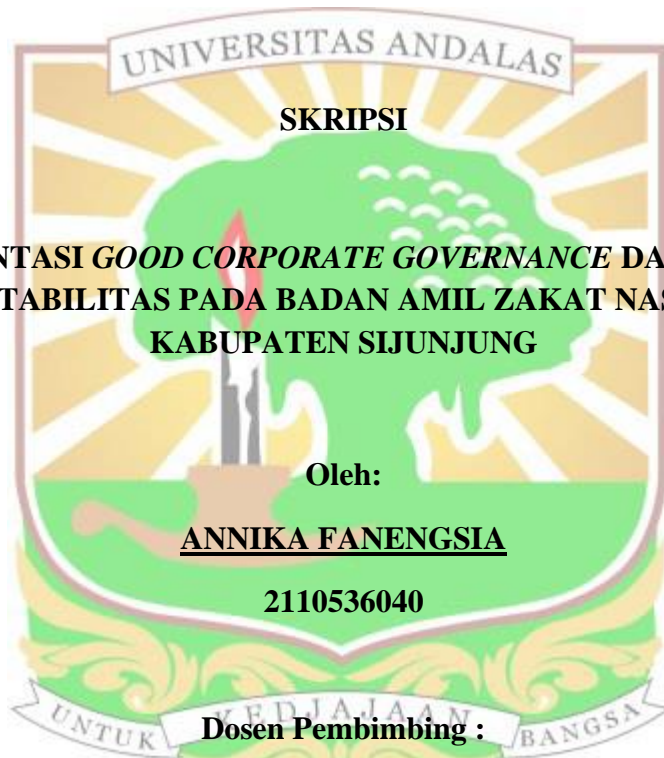 UNIVERSITAS ANDALAS
SKRIPSI
NTASI GOOD CORPORATE GOVERNANCE DA
TABILITAS PADA BADAN AMIL ZAKAT NAS
KABUPATEN SIJUNJUNG
Oleh:
ANNIKA FANENGSIA
2110536040
UNTUK KEDJAJAAN BANGSA
Dosen Pembimbing :